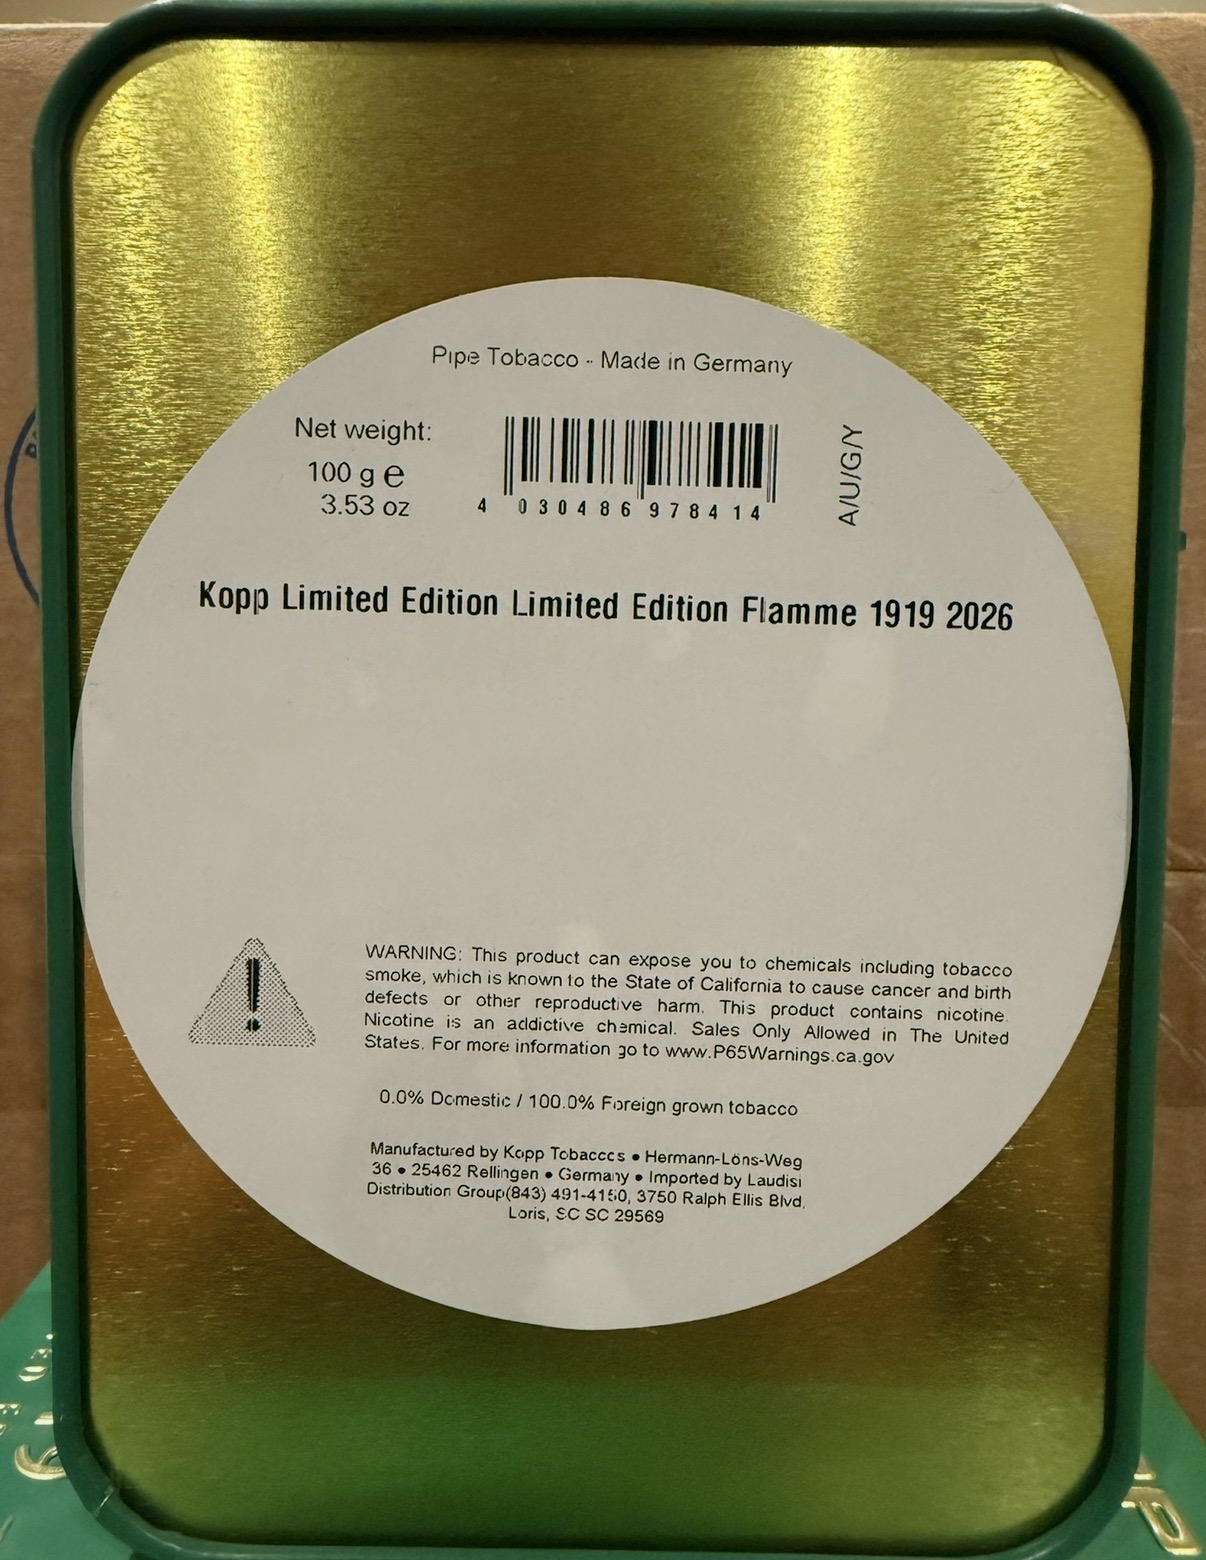 Pipe Tobacco - Made in Germany
Net weight:
100 g e
3.53 oz
4 030486 978414
A/U/G/Y
Kopp Limited Edition Limited Edition Flamme 1919 2026
WARNING: This product can expose you to chemicals including tobacco
smoke, which is known to the State of California to cause cancer and birth
defects or other reproductive harm. This product contains nicotine.
Nicotine is an addictive chemical. Sales Only Allowed in The United
States. For more information go to www.P65Warnings.ca.gov
0.0% Domestic / 100.0% Foreign grown tobacco
Manufactured by Kopp Tobaccos • Hermann-Löns-Weg
36 • 25462 Rellingen • Germany • Imported by Laudisi
Distribution Group(843) 491-4150, 3750 Ralph Ellis Blvd.
Loris, SC SC 29569